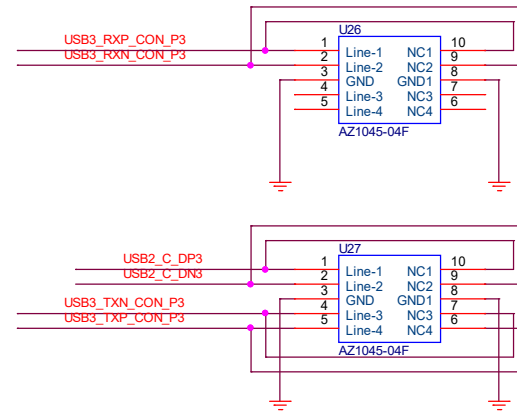 U26
USB3_RXP_CON_P3 1 Line-1 NC1 10
USB3_RXN_CON_P3 2 Line-2 NC2 9
3 GND GND1 8
4 Line-3 NC3 7
5 Line-4 NC4 6
AZ1045-04F
U27
USB2_C_DP3 1 Line-1 NC1 10
USB2_C_DN3 2 Line-2 NC2 9
3 GND GND1 8
USB3_TXN_CON_P3 4 Line-3 NC3 7
USB3_TXP_CON_P3 5 Line-4 NC4 6
AZ1045-04F